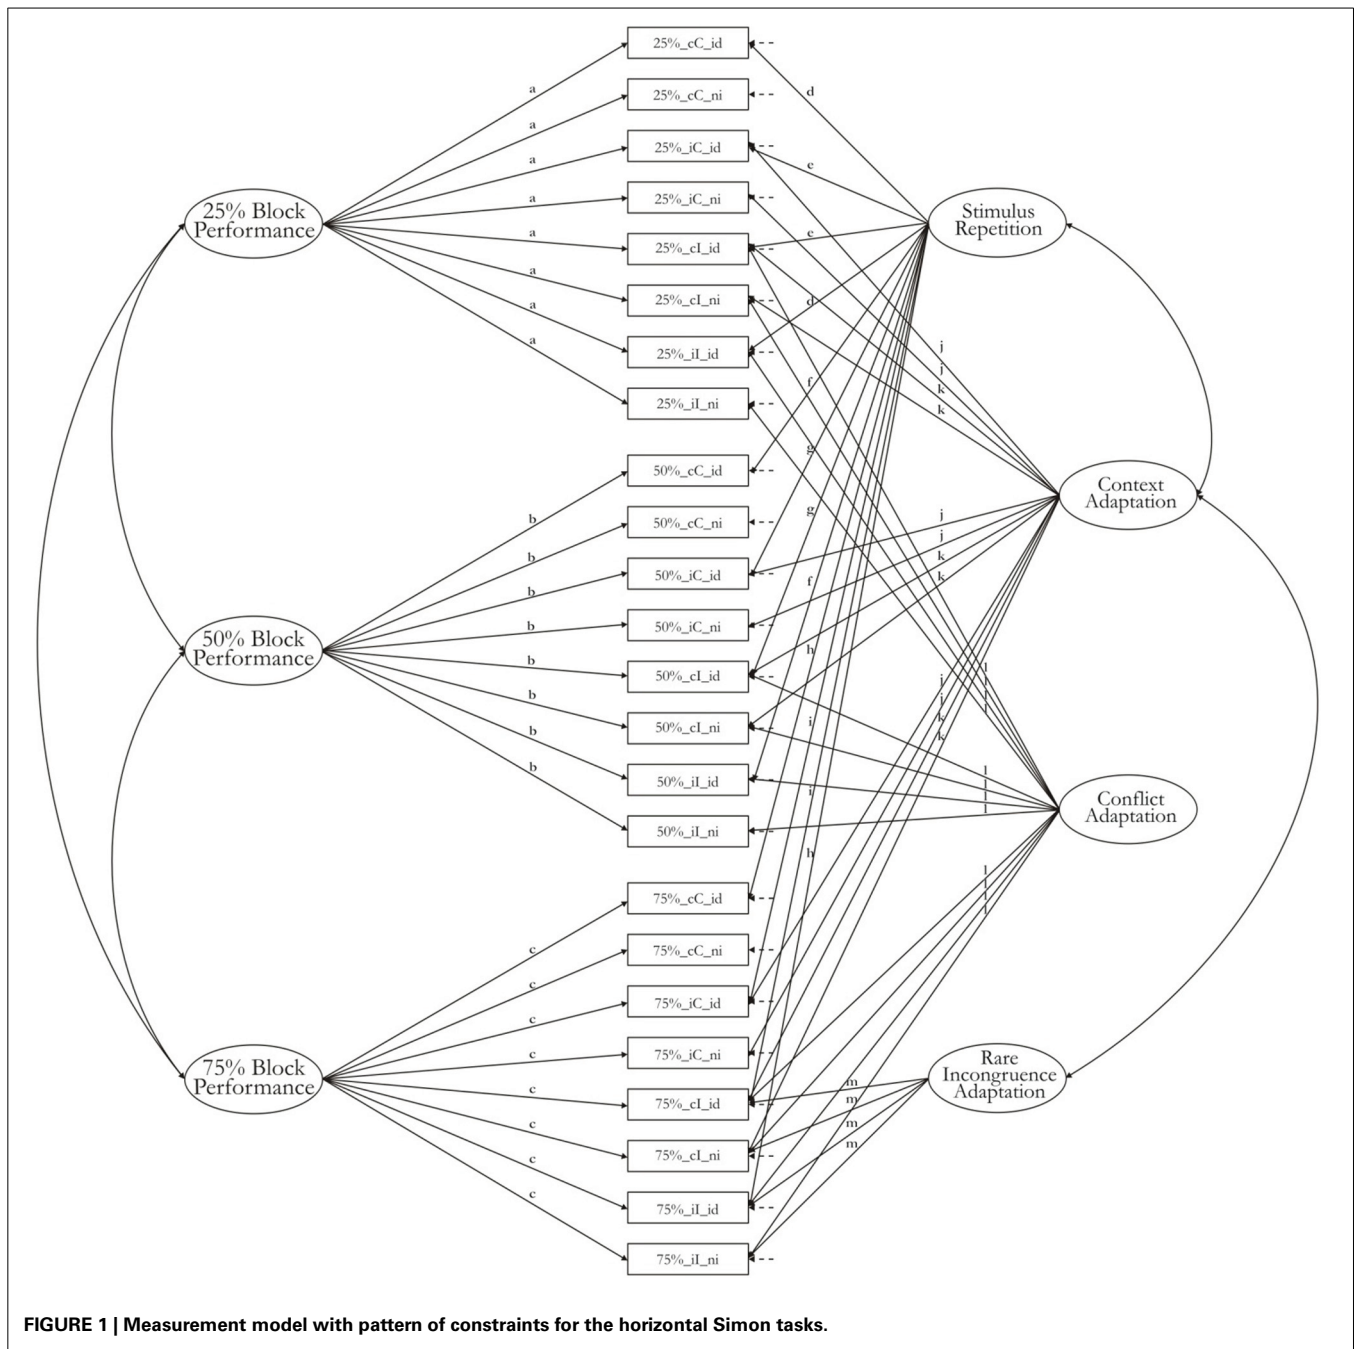 25%_cC_id
25%_cC_ni
25%_iC_id
25%_iC_ni
25%_cI_id
25%_cI_ni
25%_iI_id
25%_iI_ni
50%_cC_id
50%_cC_ni
50%_iC_id
50%_iC_ni
50%_cI_id
50%_cI_ni
50%_iI_id
50%_iI_ni
75%_cC_id
75%_cC_ni
75%_iC_id
75%_iC_ni
75%_cI_id
75%_cI_ni
75%_iI_id
75%_iI_ni
25% Block
Performance
50% Block
Performance
75% Block
Performance
Stimulus
Repetition
Context
Adaptation
Conflict
Adaptation
Rare
Incongruence
Adaptation
a
a
a
a
a
a
a
a
b
b
b
b
b
b
b
b
c
c
c
c
c
c
c
c
d
e
e
d
f
g
g
f
h
i
i
h
j
j
k
k
j
j
k
k
j
j
k
k
l
l
l
l
l
l
l
l
l
l
l
l
m
m
m
m
FIGURE 1 | Measurement model with pattern of constraints for the horizontal Simon tasks.